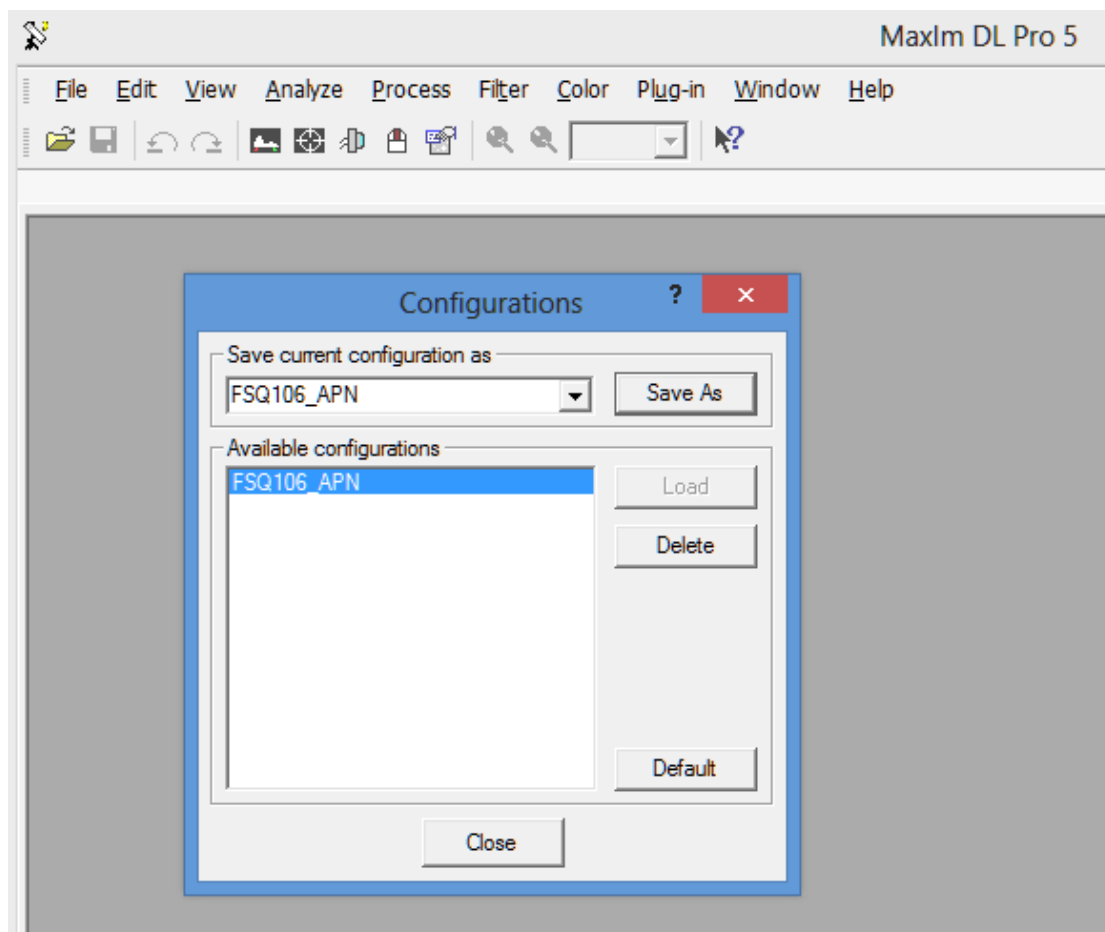 MaxIm DL Pro 5
File Edit View Analyze Process Filter Color Plug-in Window Help
?
Configurations ?
Save current configuration as
FSQ106_APN Save As
Available configurations
FSQ106_APN
Load
Delete
Default
Close